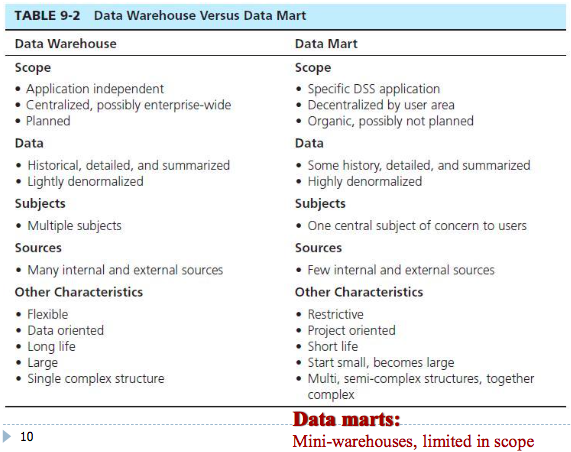 TABLE 9-2 Data Warehouse Versus Data Mart
Data Warehouse
Scope
• Application independent
• Centralized, possibly enterprise-wide
• Planned
Data
• Historical, detailed, and summarized
• Lightly denormalized
Subjects
• Multiple subjects
Sources
• Many internal and external sources
Other Characteristics
• Flexible
• Data oriented
• Long life
• Large
• Single complex structure
Data Mart
Scope
• Specific DSS application
• Decentralized by user area
• Organic, possibly not planned
Data
• Some history, detailed, and summarized
• Highly denormalized
Subjects
• One central subject of concern to users
Sources
• Few internal and external sources
Other Characteristics
• Restrictive
• Project oriented
• Short life
• Start small, becomes large
• Multi, semi-complex structures, together
complex
Data marts:
Mini-warehouses, limited in scope
10